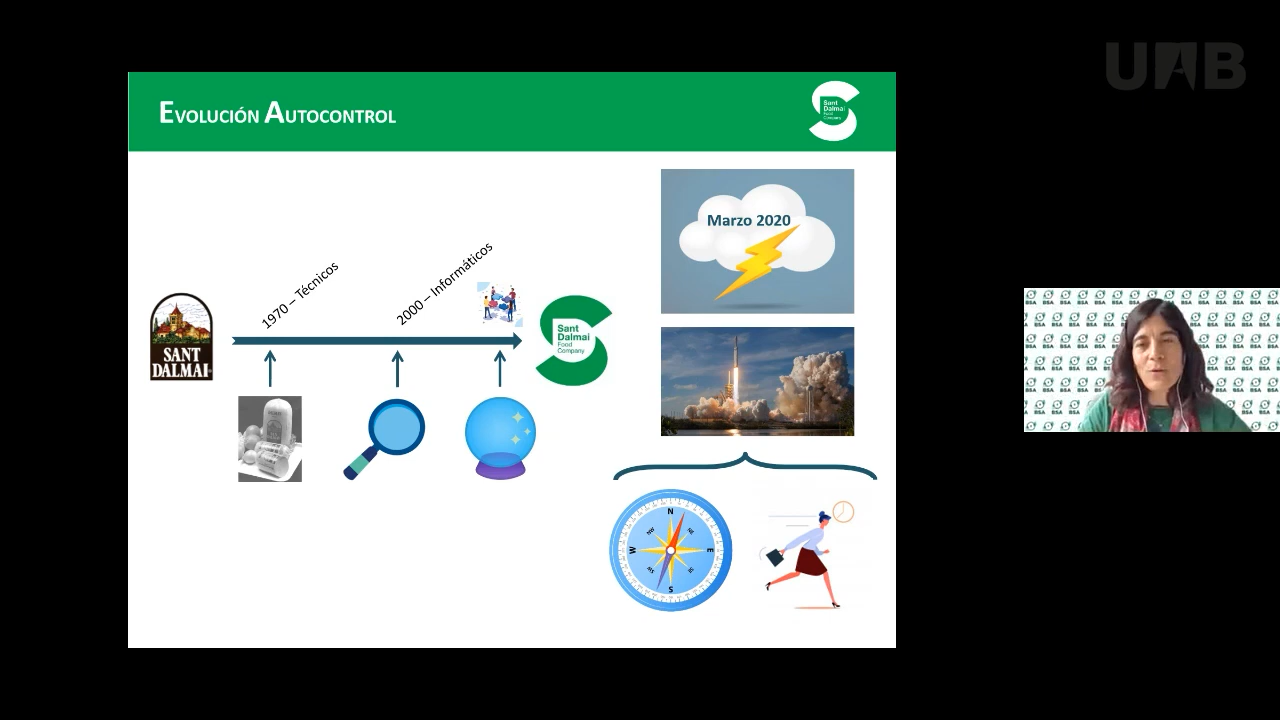 UAB
EVOLUCIÓN AUTOCONTROL
Sant
Dalmai
Food
Company
Marzo 2020
1970 – Técnicos
2000 – Informáticos
SANT
DALMAI
Sant
Dalmai
Food
Company
N
W
E
S
BSA